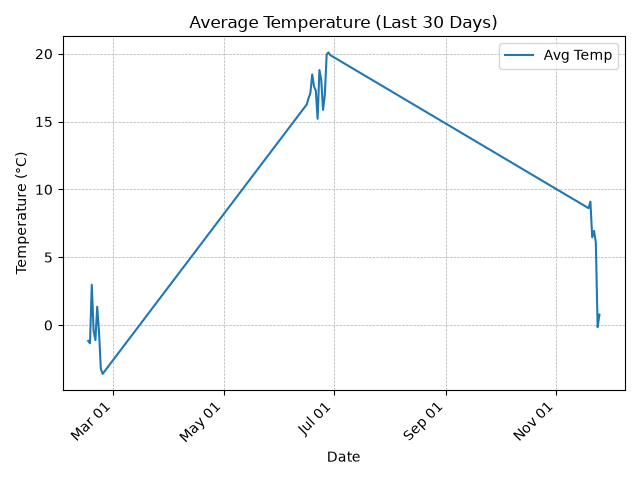 Average Temperature (Last 30 Days)
Avg Temp
Temperature (°C)
20
15
10
5
0
Mar 01
May 01
Jul 01
Sep 01
Nov 01
Date